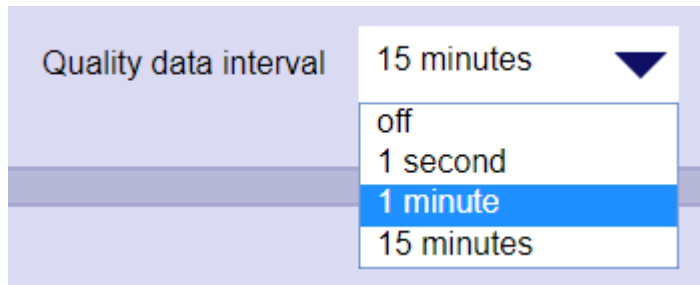 Quality data interval 15 minutes
off
1 second
1 minute
15 minutes